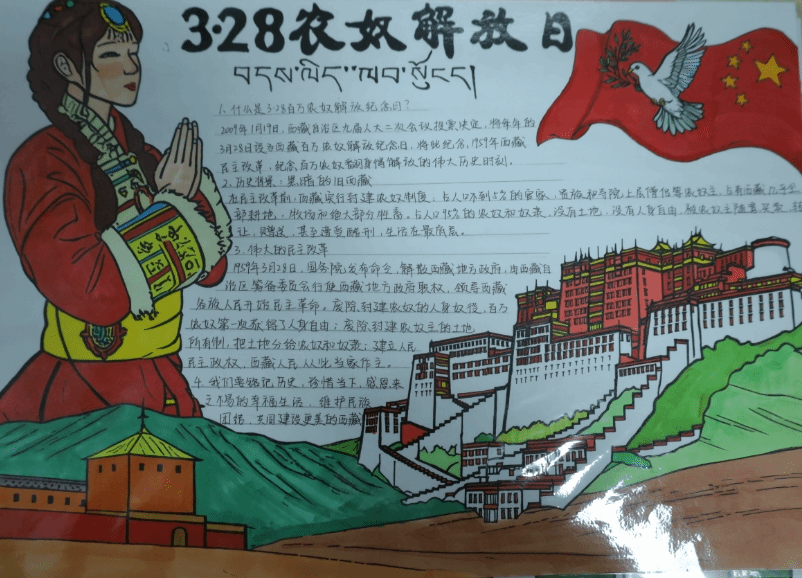 3·28农奴解放日
བདས་ལིད་་ལབ་སོུངད།
1.什么是3·28百万农奴解放纪念日?
2009年1月19日,西藏自治区九届人大二次会议投票决定,将每年的
3月28日设为西藏百万农奴解放纪念日,将纪念,1959年西藏
民主改革,纪念百万农奴翻身得解放的伟大历史时刻。
2.历史背景:黑暗的旧西藏
在民主改革前,西藏实行封建农奴制度,占人口不到5%的官家、贵族和寺院上层僧侣等农奴主,占有西藏几乎全
部耕地、牧场和绝大部分牲畜。占人口95%的农奴和奴隶,没有土地,没有人身自由,被农奴主随意买卖、转
让、赠送,甚至遭受酷刑,生活在最底层。
3.伟大的民主改革
1959年3月28日,国务院发布命令,解散西藏地方政府,由西藏自
治区筹备委员会行使西藏地方政府职权,领导西藏
各族人民开始民主革命。废除封建农奴的人身奴役,百万
农奴第一次获得了人身自由;废除封建农奴主的土地
所有制,把土地分给农奴和奴隶;建立人民
民主政权,西藏人民从此当家作主。
4.我们要铭记历史,珍惜当下,感恩来
之不易的幸福生活,维护民族
团结,共同建设更美的西藏